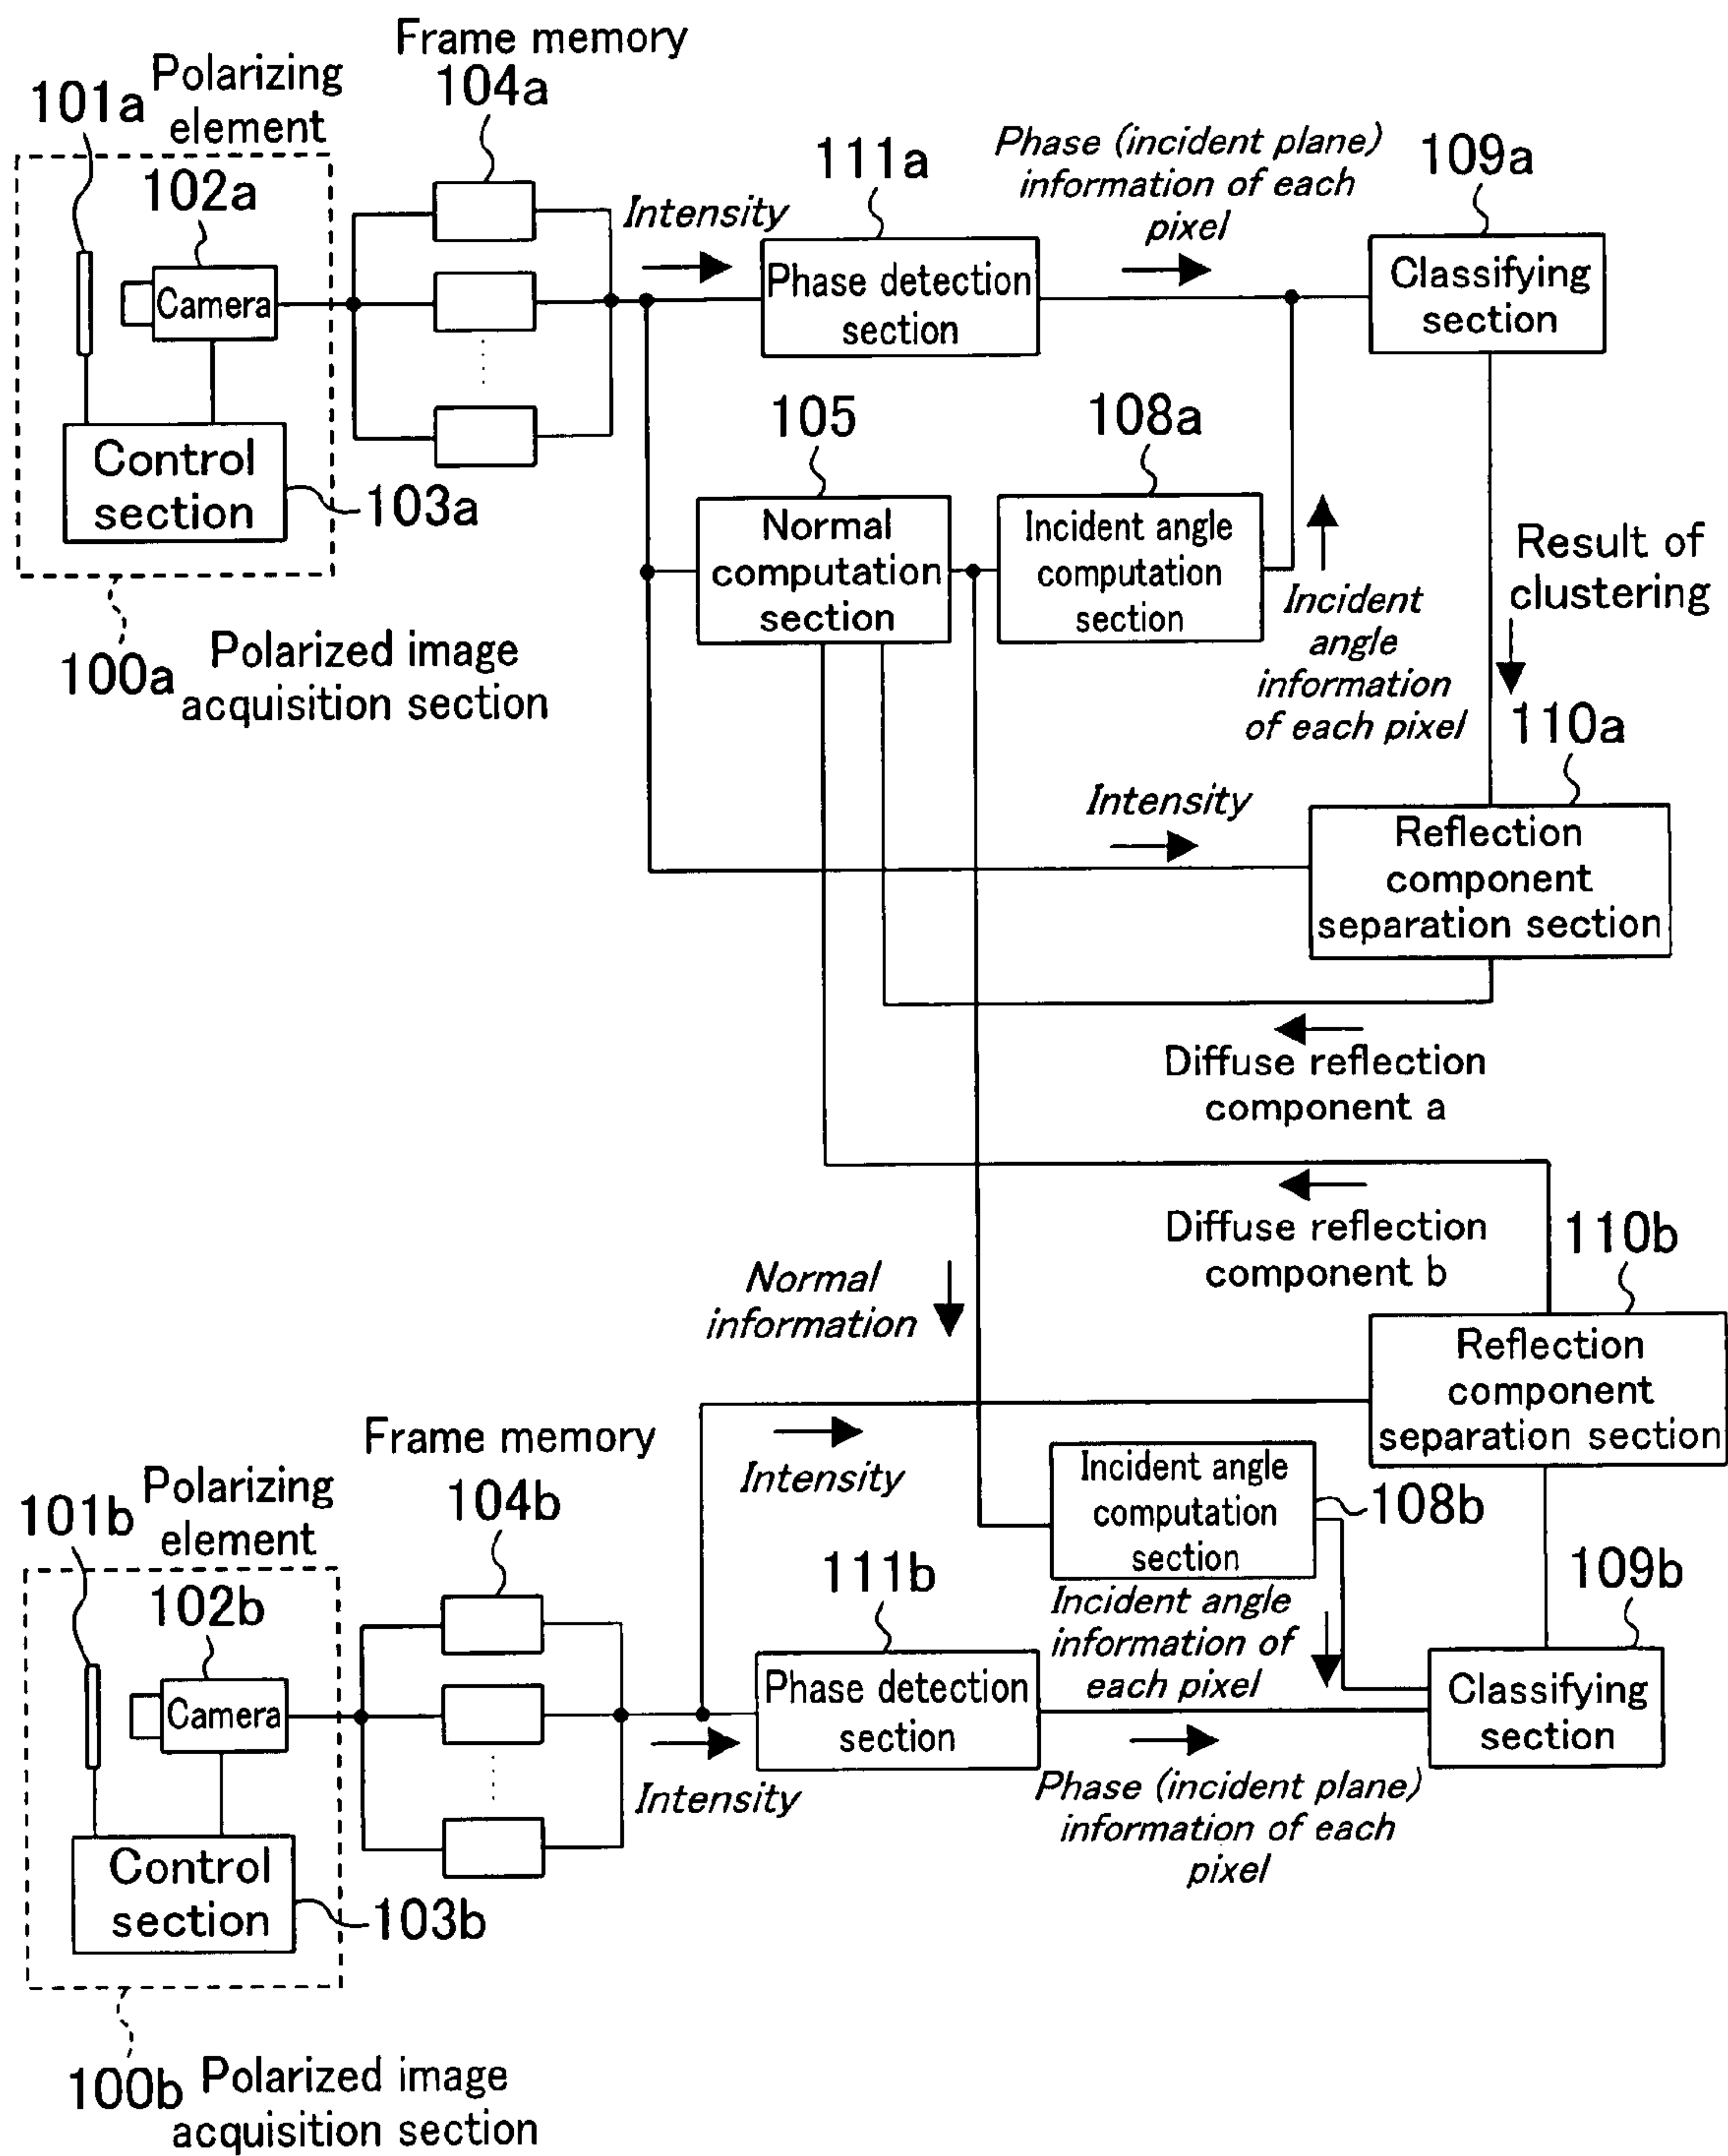 Frame memory
104a
Polarizing
element
101a
102a
Camera
Control
section
103a
100a
Polarized image
acquisition section
Intensity
111a
Phase detection
section
Phase (incident plane)
information of each
pixel
109a
Classifying
section
105
Normal
computation
section
108a
Incident angle
computation
section
Incident
angle
information
of each pixel
Result of
clustering
110a
Intensity
Reflection
component
separation section
Diffuse reflection
component a
Diffuse reflection
component b
110b
Normal
information
Reflection
component
separation section
Intensity
Incident angle
computation
section
108b
Frame memory
104b
Polarizing
element
101b
102b
Camera
Control
section
103b
100b
Polarized image
acquisition section
Intensity
111b
Phase detection
section
Incident angle
information of
each pixel
109b
Classifying
section
Phase (incident plane)
information of each
pixel